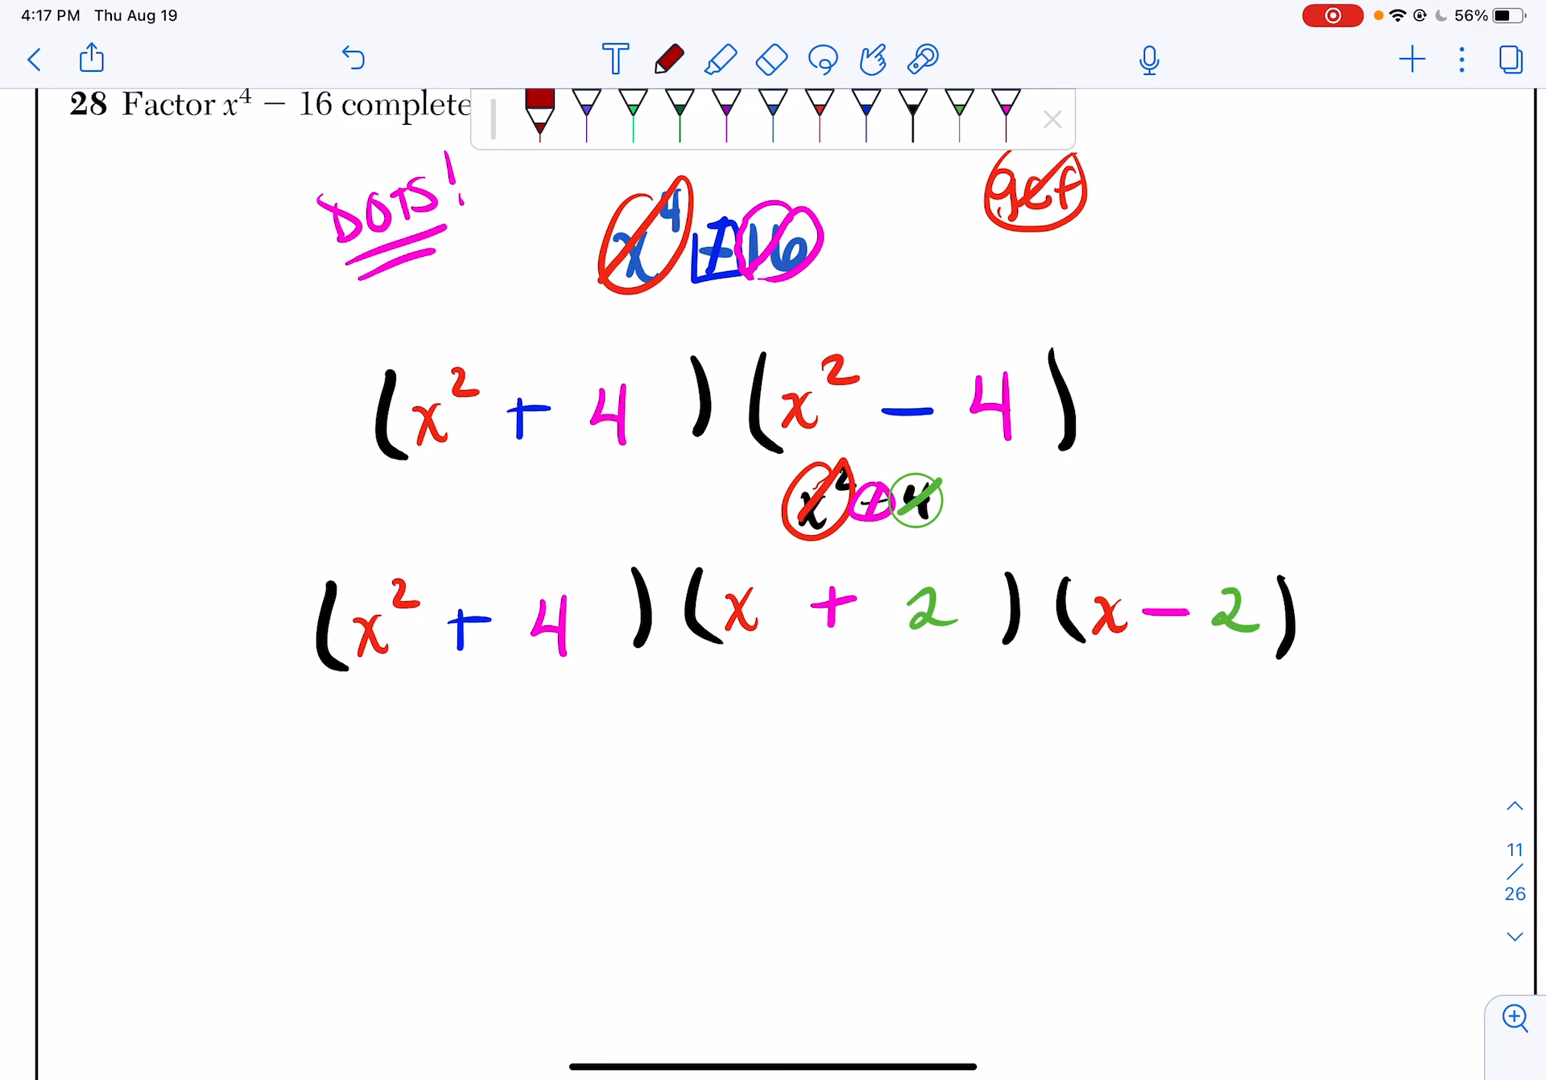 4:17 PM Thu Aug 19 56%
T
28 Factor x⁴ − 16 complete
DOTS! x⁴ − 16 gcf
(x² + 4)(x² − 4)
x² − 4
(x² + 4)(x + 2)(x − 2)
11
/
26